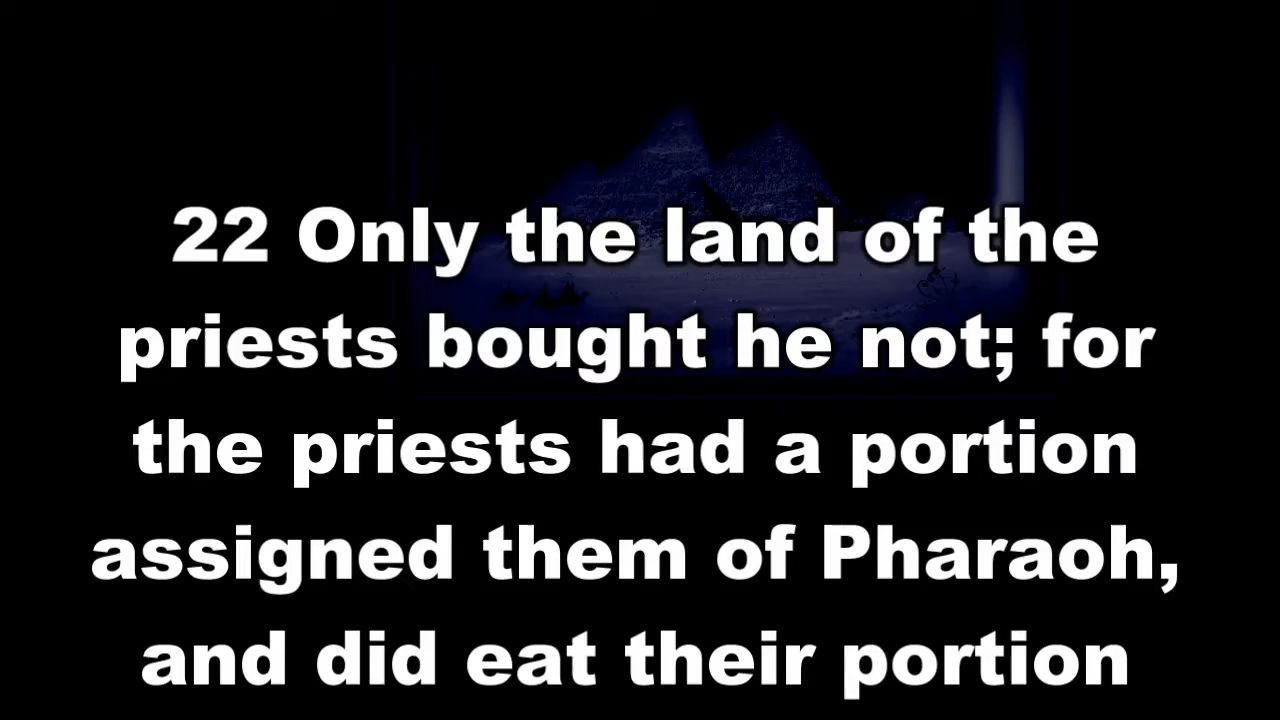 22 Only the land of the
priests bought he not; for
the priests had a portion
assigned them of Pharaoh,
and did eat their portion